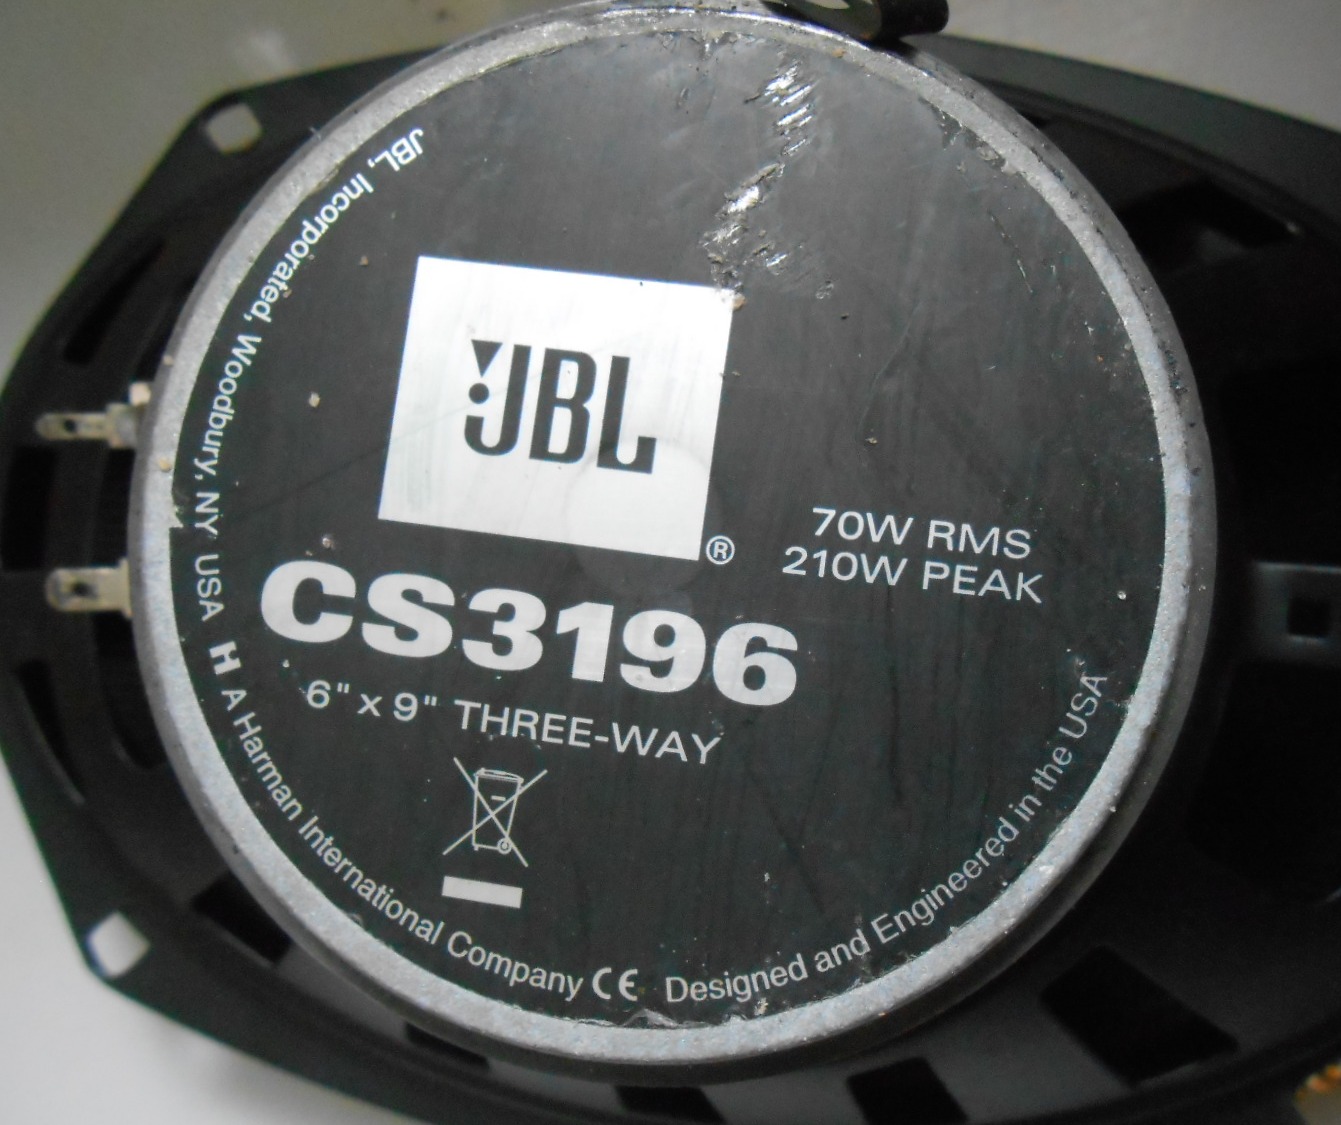 JBL
®
70W RMS
210W PEAK
CS3196
6" x 9" THREE-WAY
JBL, Incorporated, Woodbury, NY USA H A Harman International Company CE Designed and Engineered in the USA